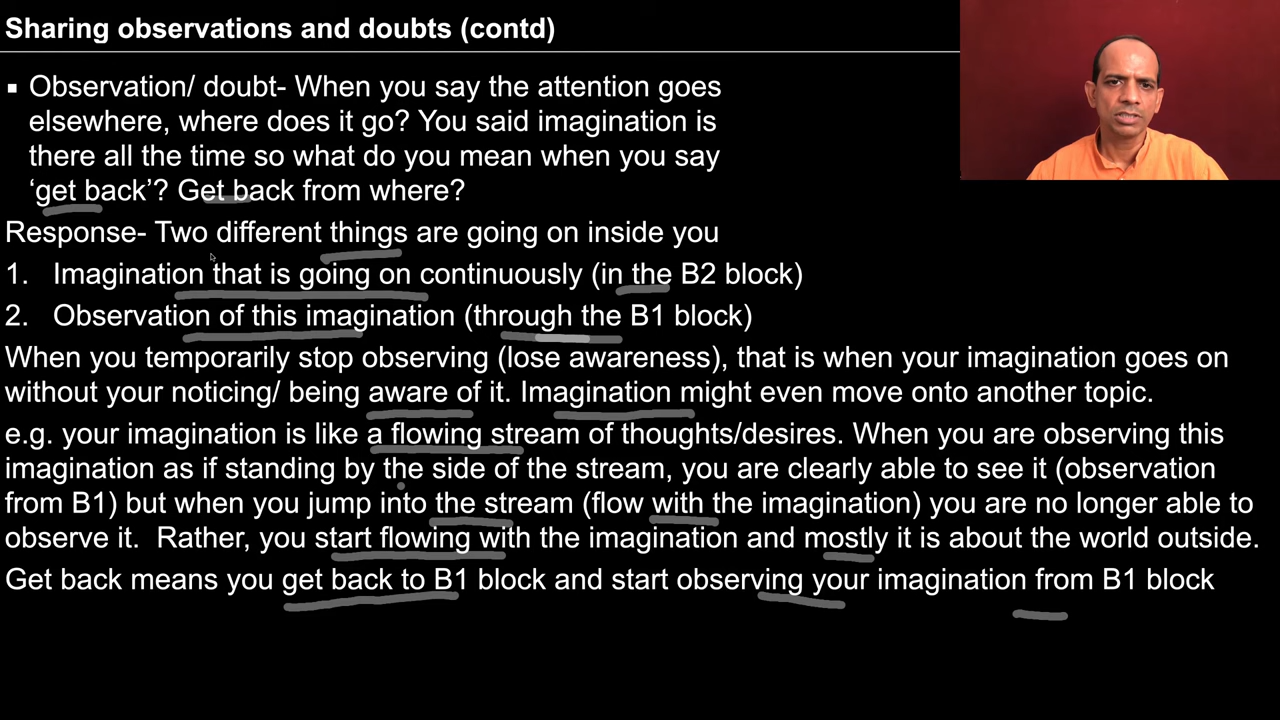 Sharing observations and doubts (contd)
▪ Observation/ doubt- When you say the attention goes
elsewhere, where does it go? You said imagination is
there all the time so what do you mean when you say
‘get back’? Get back from where?
Response- Two different things are going on inside you
1. Imagination that is going on continuously (in the B2 block)
2. Observation of this imagination (through the B1 block)
When you temporarily stop observing (lose awareness), that is when your imagination goes on
without your noticing/ being aware of it. Imagination might even move onto another topic.
e.g. your imagination is like a flowing stream of thoughts/desires. When you are observing this
imagination as if standing by the side of the stream, you are clearly able to see it (observation
from B1) but when you jump into the stream (flow with the imagination) you are no longer able to
observe it. Rather, you start flowing with the imagination and mostly it is about the world outside.
Get back means you get back to B1 block and start observing your imagination from B1 block